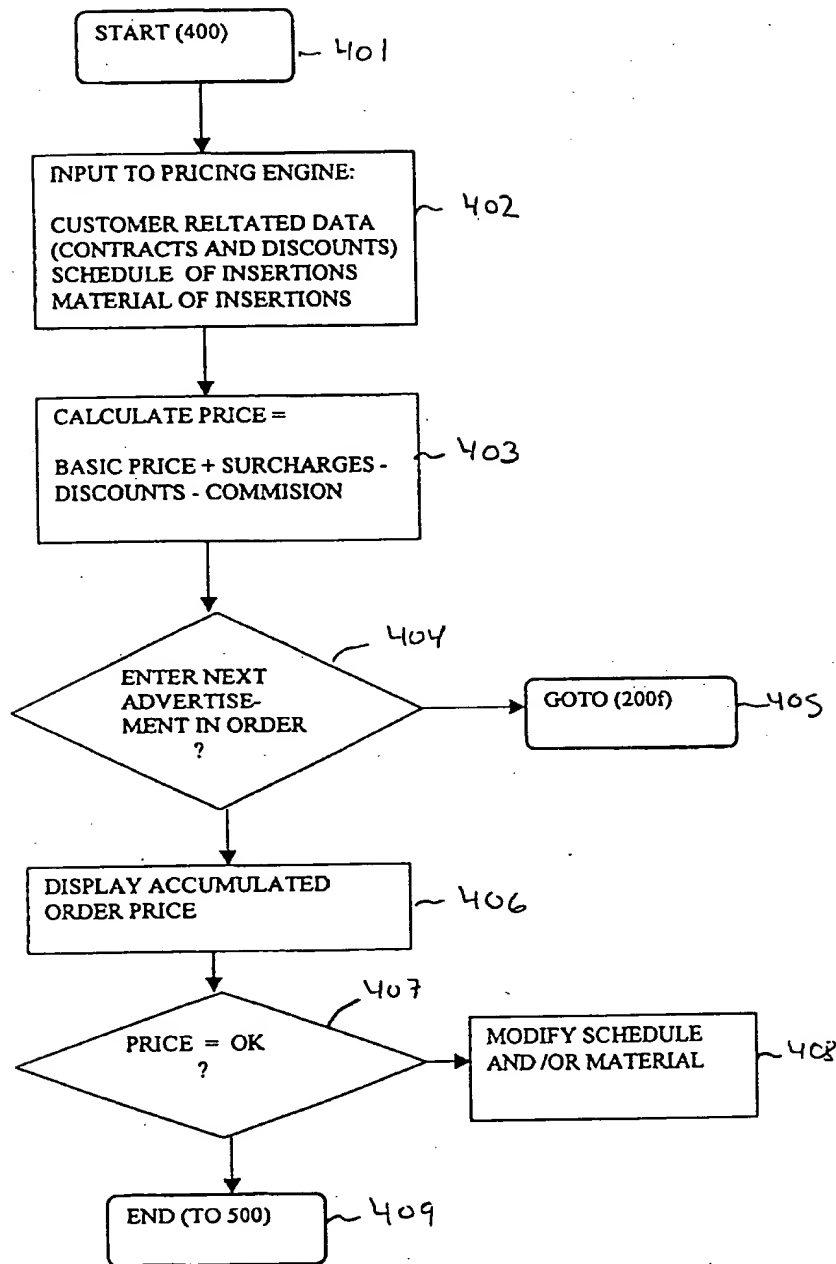 START (400)
401
INPUT TO PRICING ENGINE:
402
CUSTOMER RELTATED DATA
(CONTRACTS AND DISCOUNTS)
SCHEDULE OF INSERTIONS
MATERIAL OF INSERTIONS
CALCULATE PRICE =
403
BASIC PRICE + SURCHARGES -
DISCOUNTS - COMMISION
404
ENTER NEXT
ADVERTISE-
MENT IN ORDER
?
GOTO (200f)
405
DISPLAY ACCUMULATED
ORDER PRICE
406
407
PRICE = OK
?
MODIFY SCHEDULE
AND /OR MATERIAL
408
END (TO 500)
409